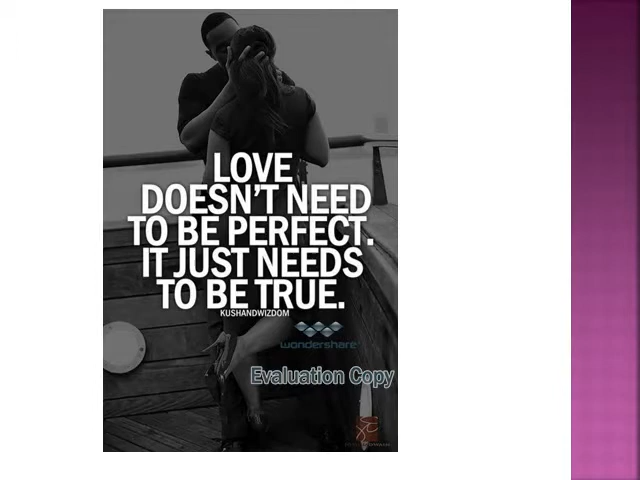 LOVE
DOESN'T NEED
TO BE PERFECT.
IT JUST NEEDS
TO BE TRUE.
KUSHANDWIZDOM
wondershare
Evaluation Copy